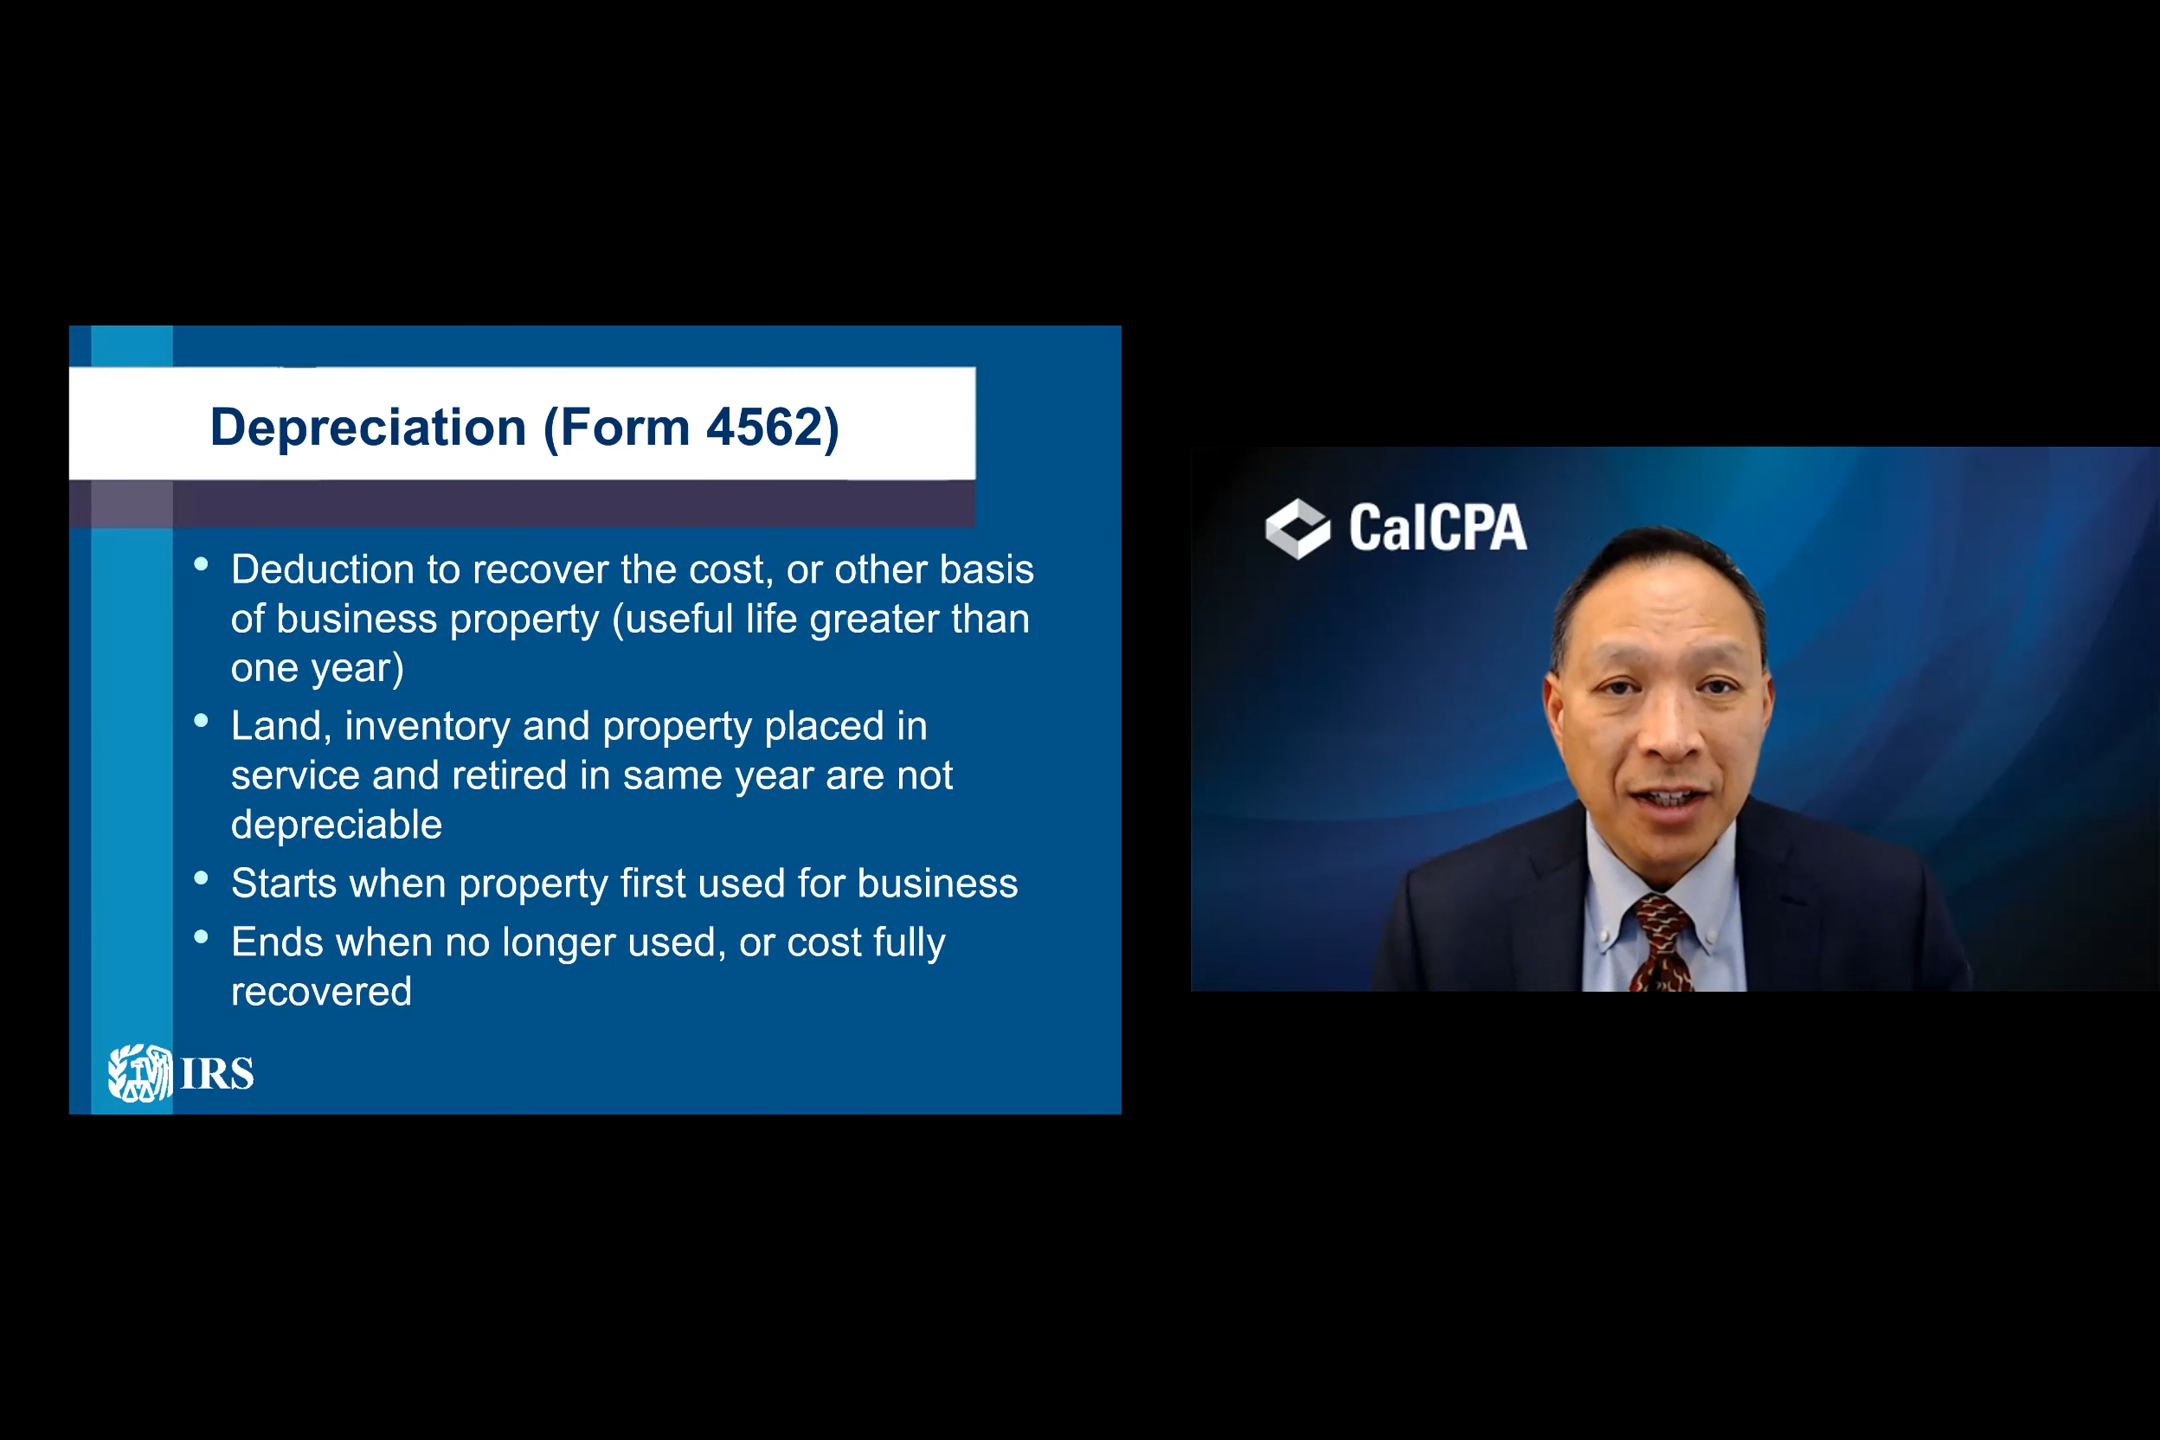 Depreciation (Form 4562)
• Deduction to recover the cost, or other basis
of business property (useful life greater than
one year)
• Land, inventory and property placed in
service and retired in same year are not
depreciable
• Starts when property first used for business
• Ends when no longer used, or cost fully
recovered
IRS
CalCPA